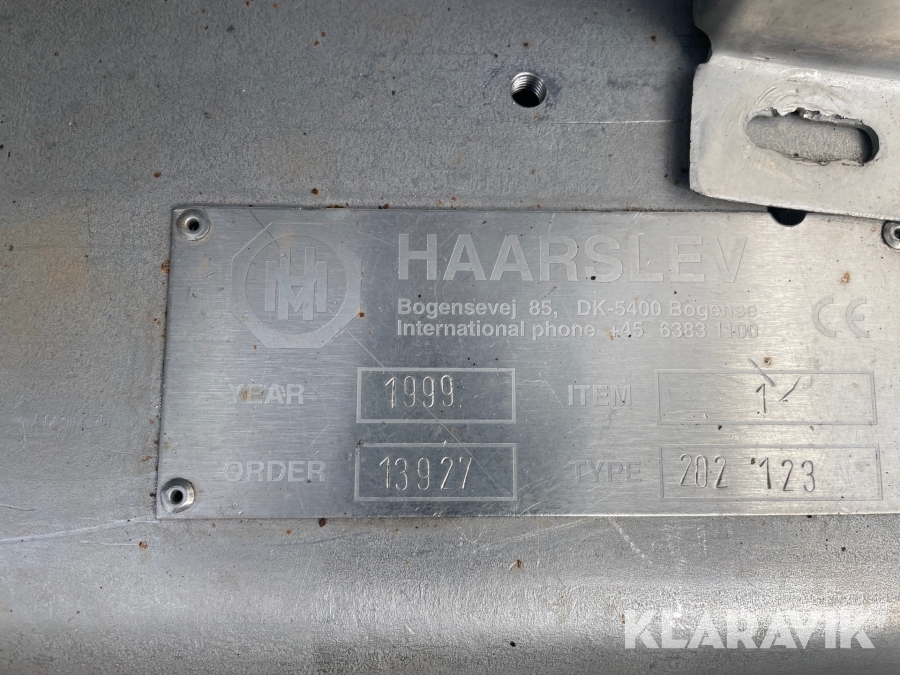 HM
HAARSLEV
Bogensevej 85, DK-5400 Bogense
International phone +45 6383 1100
CE
YEAR 1999 ITEM 1
ORDER 13927 TYPE 202 123
KLARAVIK